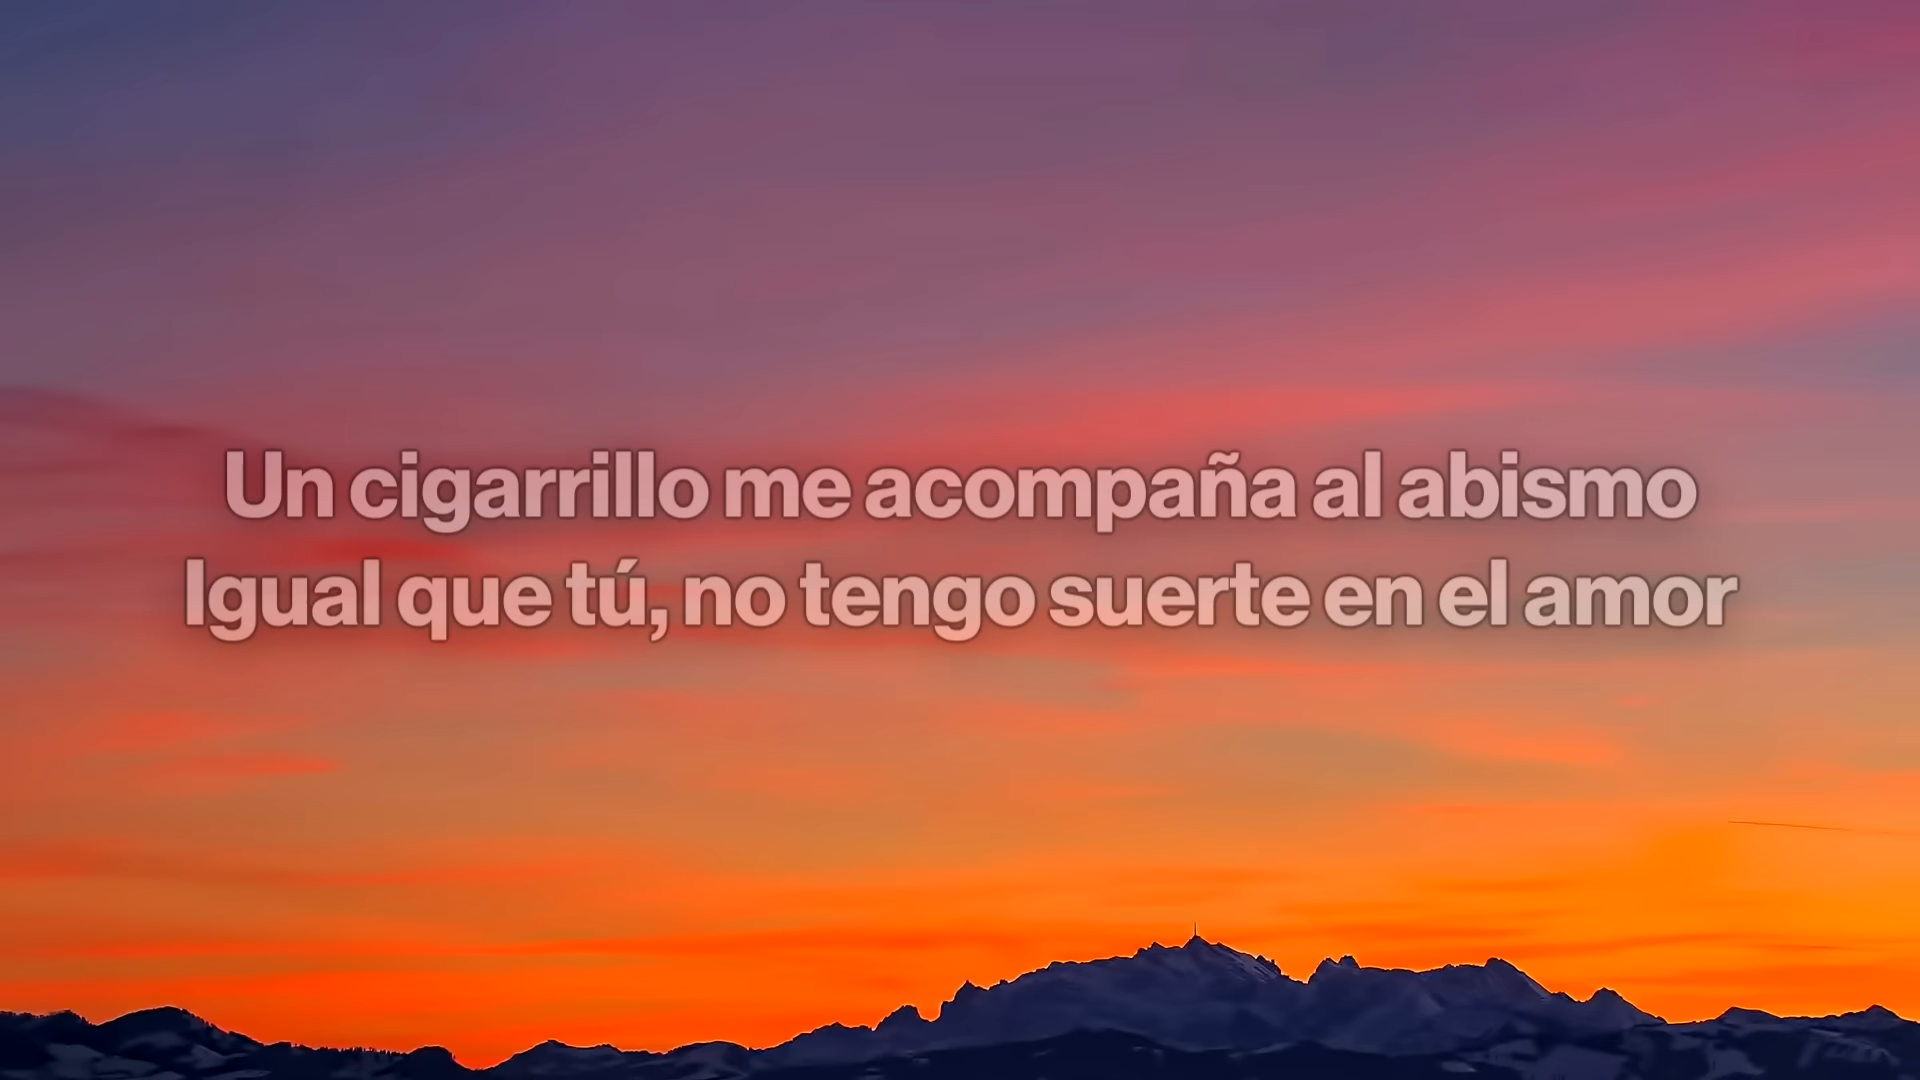 Un cigarrillo me acompaña al abismo
Igual que tú, no tengo suerte en el amor